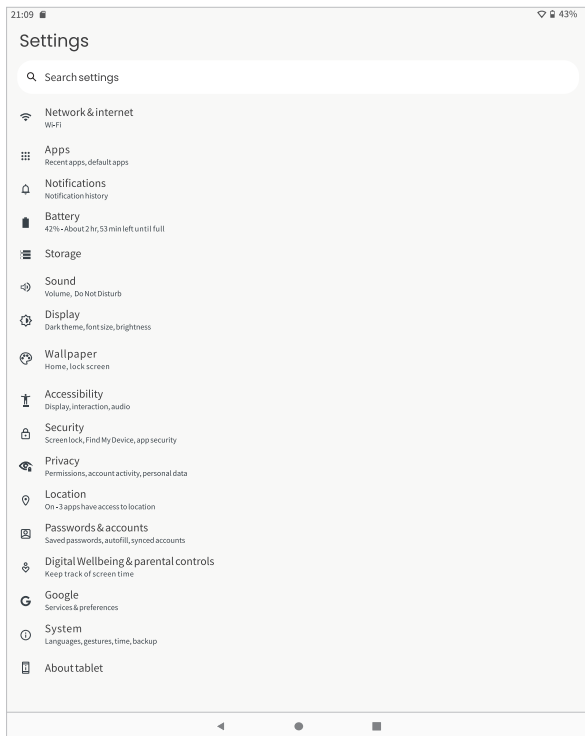 21:09
43%
Settings
Search settings
Network & internet
Wi-Fi
Apps
Recent apps, default apps
Notifications
Notification history
Battery
42% • About 2 hr, 53 min left until full
Storage
Sound
Volume, Do Not Disturb
Display
Dark theme, font size, brightness
Wallpaper
Home, lock screen
Accessibility
Display, interaction, audio
Security
Screen lock, Find My Device, app security
Privacy
Permissions, account activity, personal data
Location
On • 3 apps have access to location
Passwords & accounts
Saved passwords, autofill, synced accounts
Digital Wellbeing & parental controls
Keep track of screen time
Google
Services & preferences
System
Languages, gestures, time, backup
About tablet